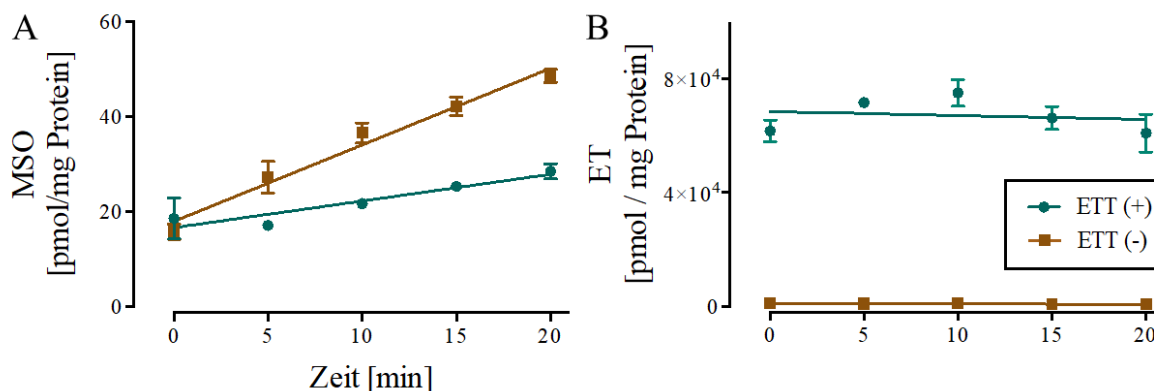 A
MSO
[pmol/mg Protein]
60
40
20
0
0 5 10 15 20
Zeit [min]
B
ET
[pmol / mg Protein]
8×10⁴
4×10⁴
0
0 5 10 15 20
ETT (+)
ETT (-)